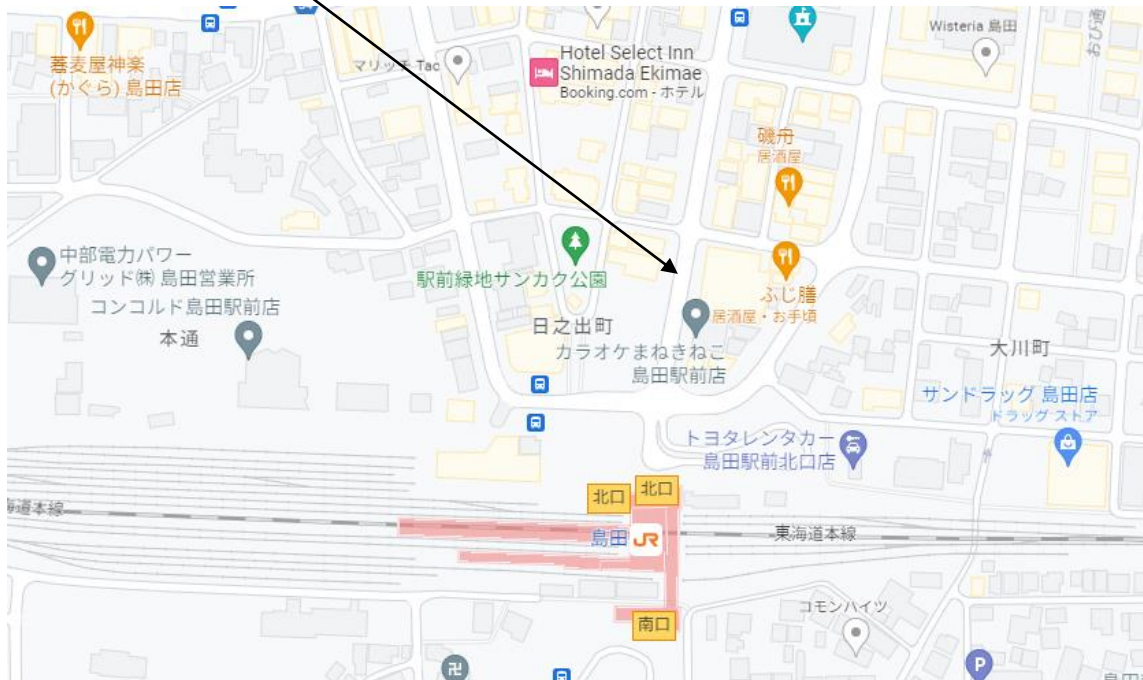 Wisteria 島田
おび通
Hotel Select Inn
Shimada Ekimae
Booking.com - ホテル
マリッチ Tao
蕎麦屋神楽
(かぐら) 島田店
磯舟
居酒屋
中部電力パワー
グリッド㈱ 島田営業所
駅前緑地サンカク公園
ふじ膳
居酒屋・お手頃
コンコルド島田駅前店
本通
日之出町
カラオケまねきねこ
島田駅前店
大川町
サンドラッグ 島田店
ドラッグ ストア
トヨタレンタカー
島田駅前北口店
北口
北口
海道本線
島田 JR
東海道本線
コモンハイツ
南口
卍
P